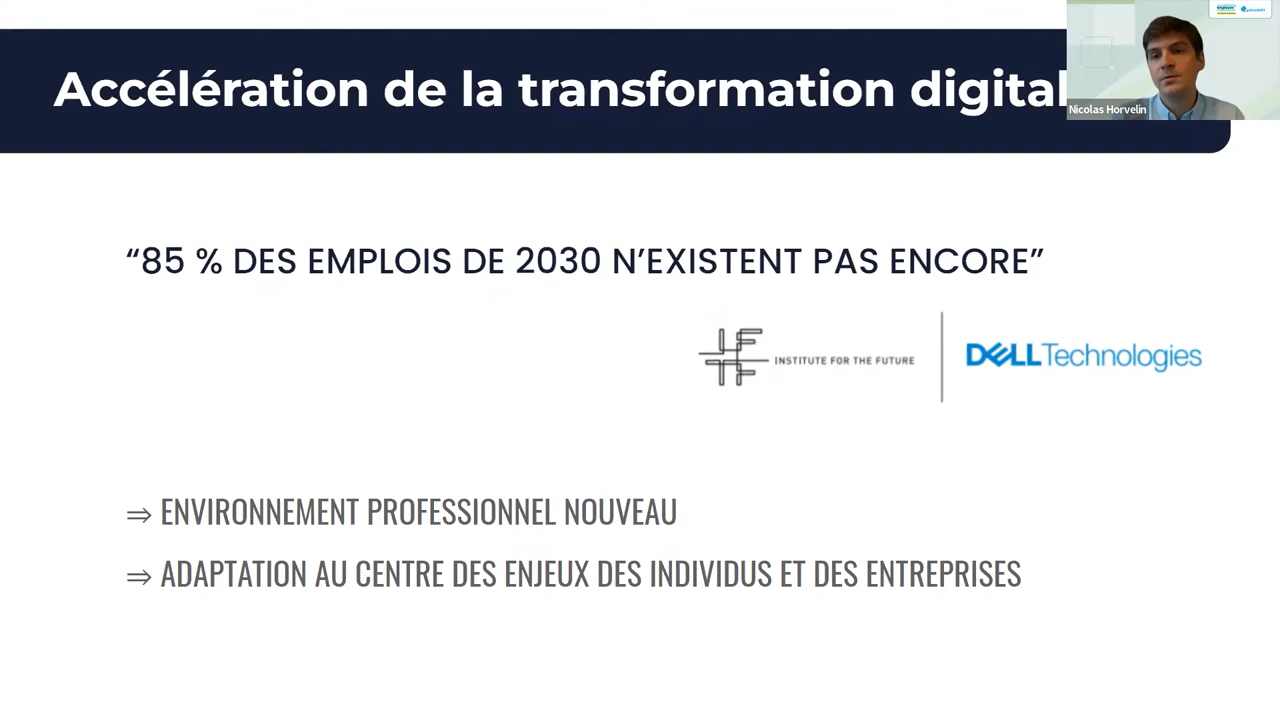 Accélération de la transformation digital
Nicolas Horvelin
“85 % DES EMPLOIS DE 2030 N’EXISTENT PAS ENCORE”
INSTITUTE FOR THE FUTURE
DELLTechnologies
⇒ ENVIRONNEMENT PROFESSIONNEL NOUVEAU
⇒ ADAPTATION AU CENTRE DES ENJEUX DES INDIVIDUS ET DES ENTREPRISES